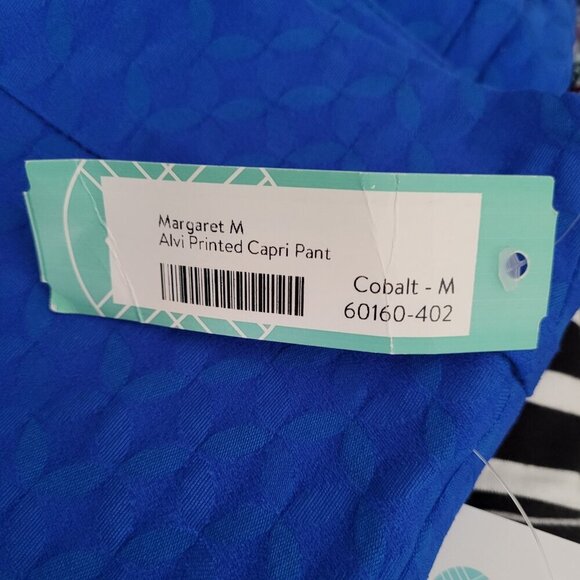 Margaret M
Alvi Printed Capri Pant
Cobalt - M
60160-402